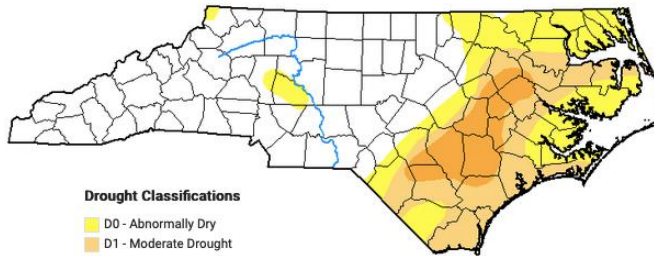 Drought Classifications
D0 - Abnormally Dry
D1 - Moderate Drought